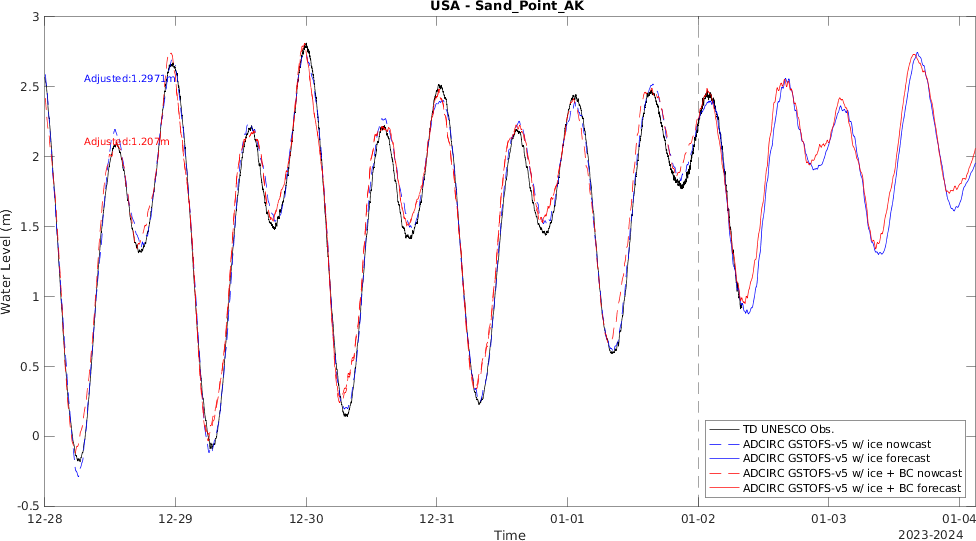 USA - Sand_Point_AK
3
2.5
2
1.5
1
0.5
0
-0.5
Water Level (m)
Adjusted:1.2971m
Adjusted:1.207m
TD UNESCO Obs.
ADCIRC GSTOFS-v5 w/ ice nowcast
ADCIRC GSTOFS-v5 w/ ice forecast
ADCIRC GSTOFS-v5 w/ ice + BC nowcast
ADCIRC GSTOFS-v5 w/ ice + BC forecast
12-28 12-29 12-30 12-31 01-01 01-02 01-03 01-04
Time
2023-2024